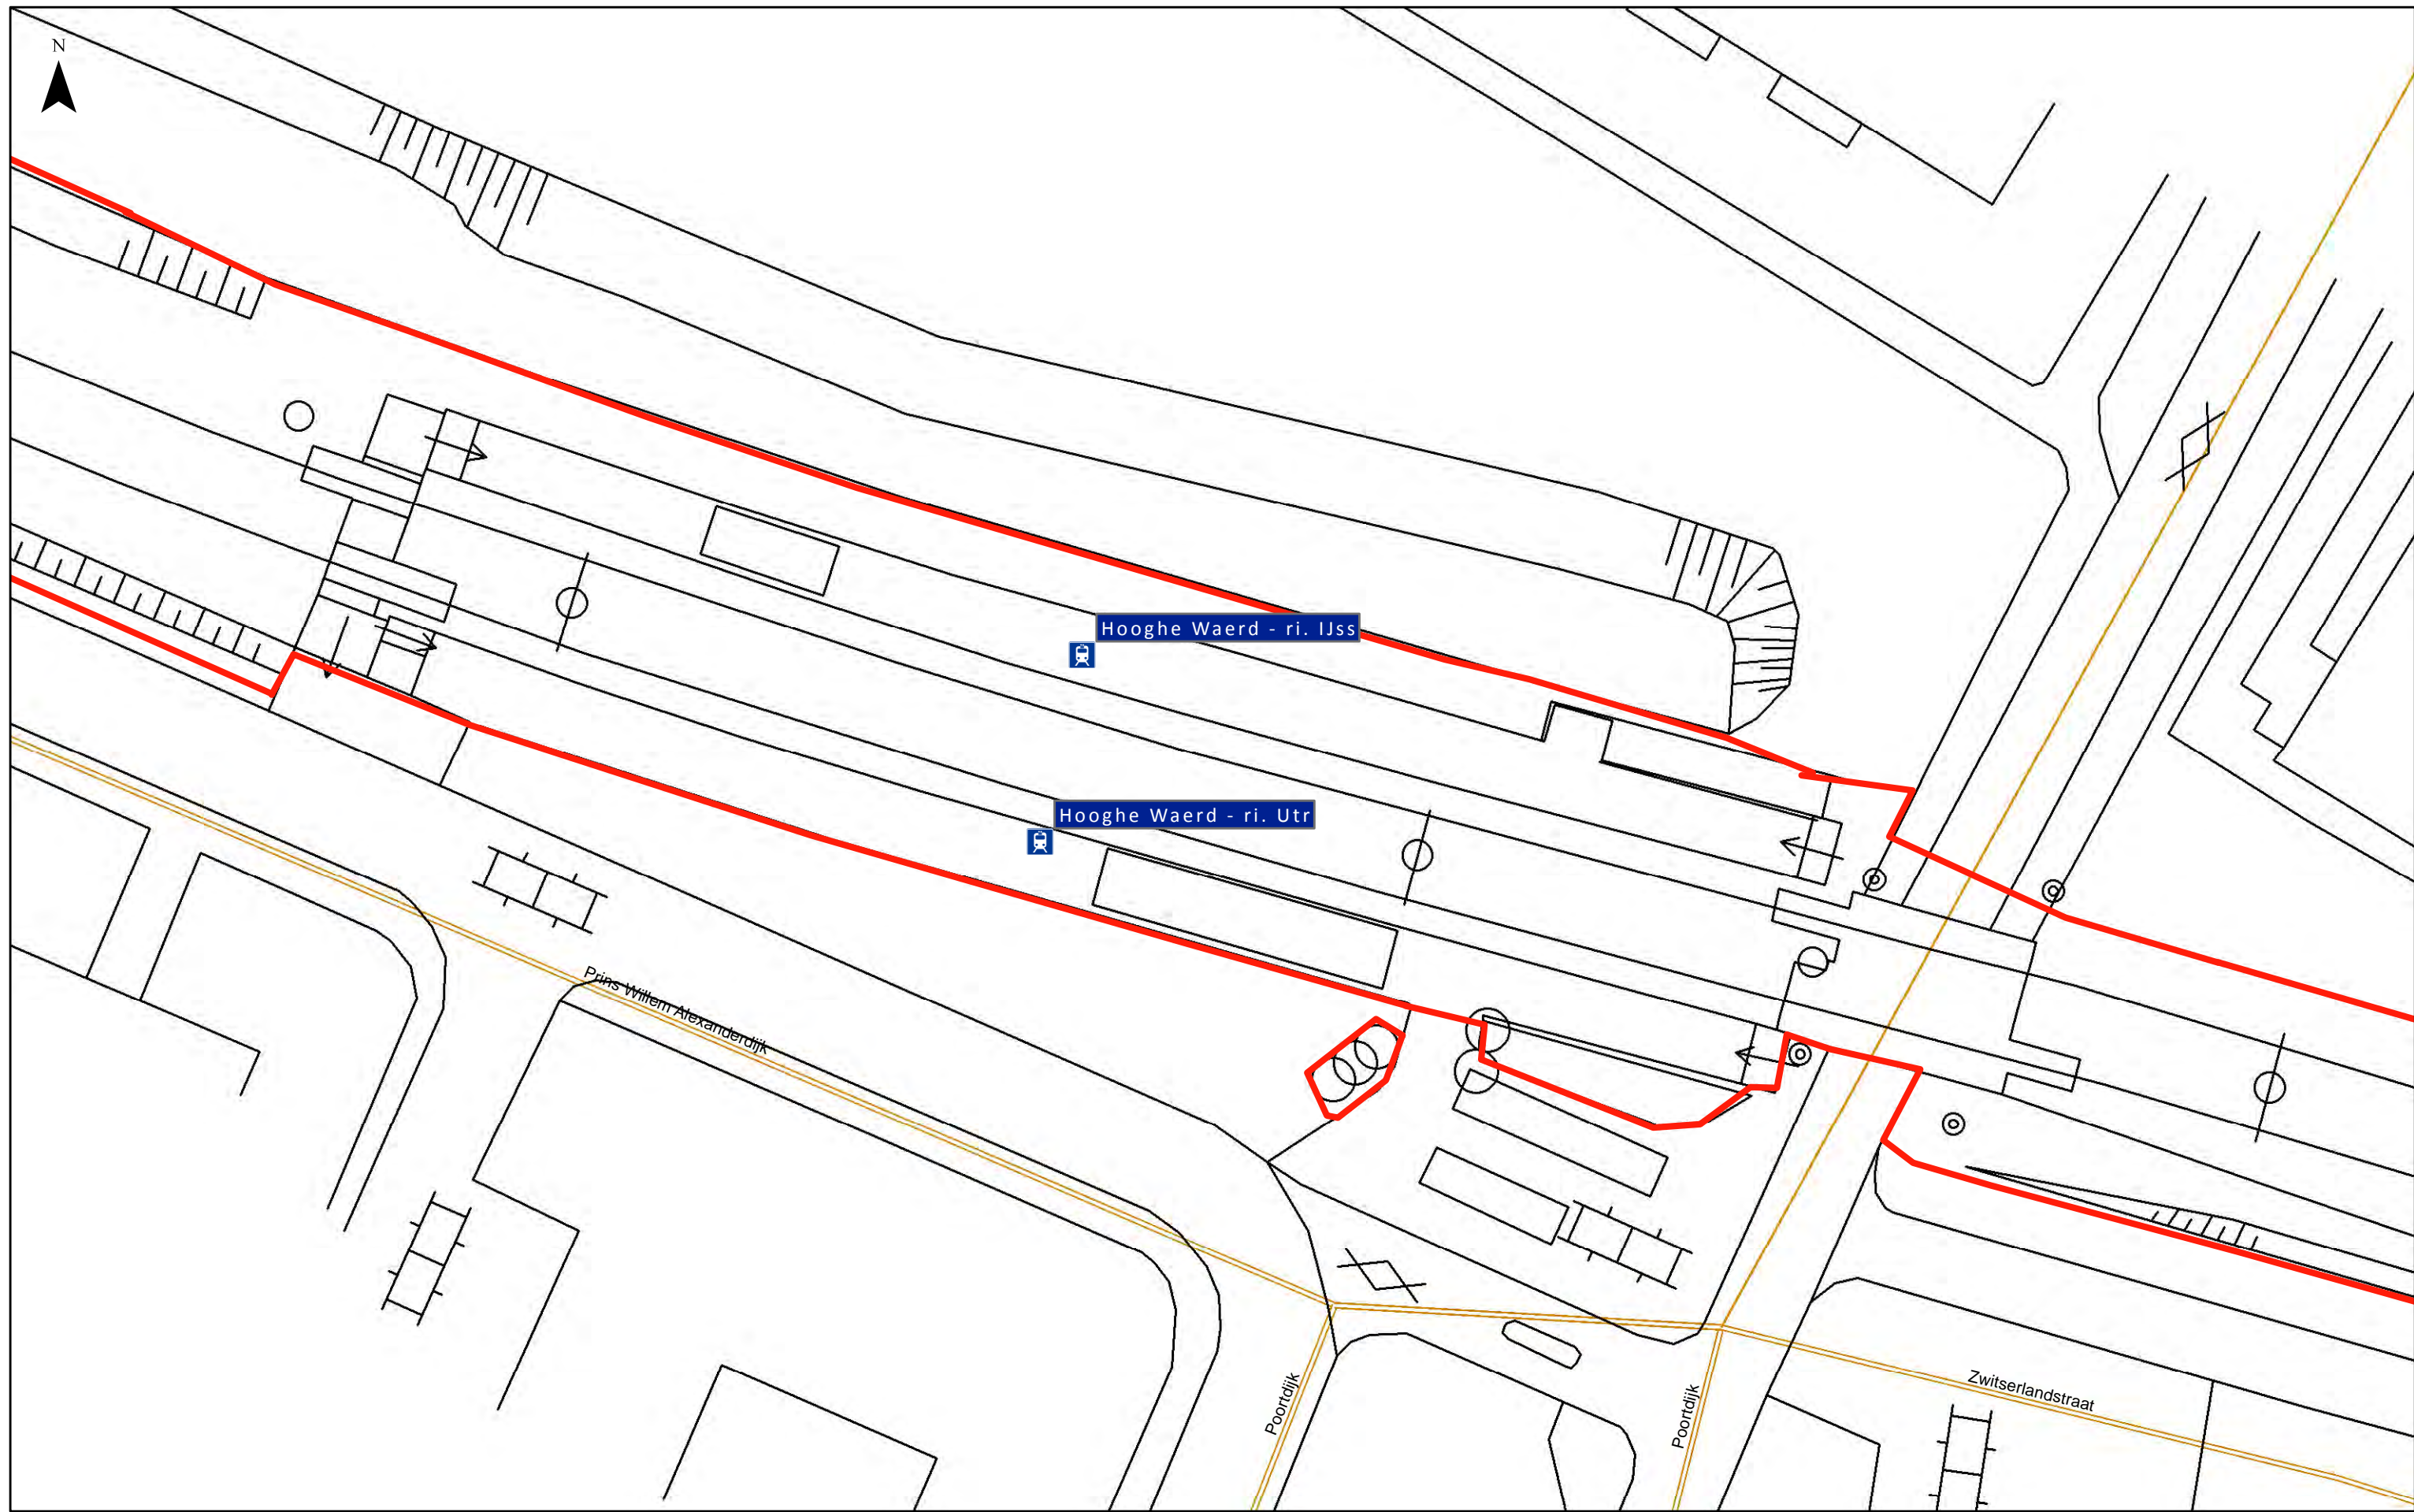 N
Hooghe Waerd - ri. IJss
Hooghe Waerd - ri. Utr
Prins Willem Alexanderdijk
Poortdijk
Poortdijk
Zwitserlandstraat